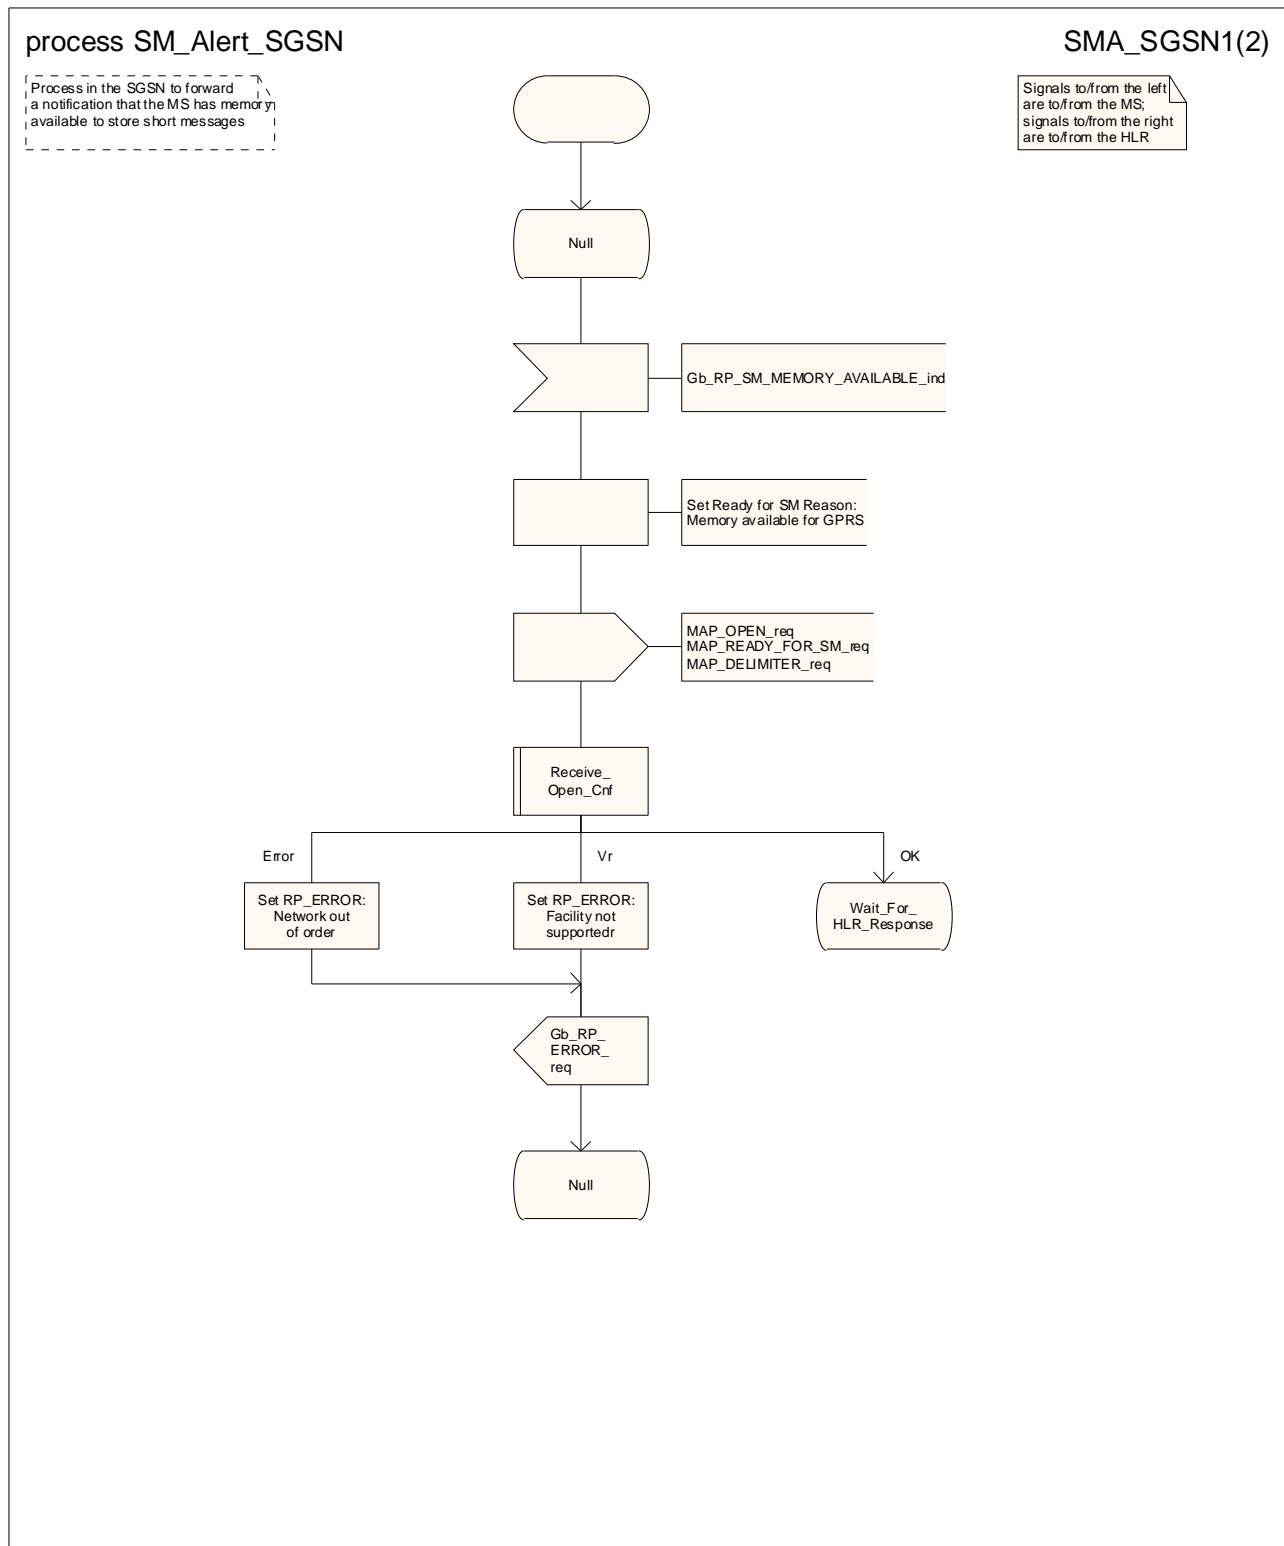 process SM_Alert_SGSN
SMA_SGSN1(2)
Process in the SGSN to forward
a notification that the MS has memory
available to store short messages
Signals to/from the left
are to/from the MS;
signals to/from the right
are to/from the HLR
Null
Gb_RP_SM_MEMORY_AVAILABLE_ind
Set Ready for SM Reason:
Memory available for GPRS
MAP_OPEN_req
MAP_READY_FOR_SM_req
MAP_DELIMITER_req
Receive_
Open_Cnf
Error
Vr
OK
Set RP_ERROR:
Network out
of order
Set RP_ERROR:
Facility not
supportedr
Wait_For_
HLR_Response
Gb_RP_
ERROR_
req
Null